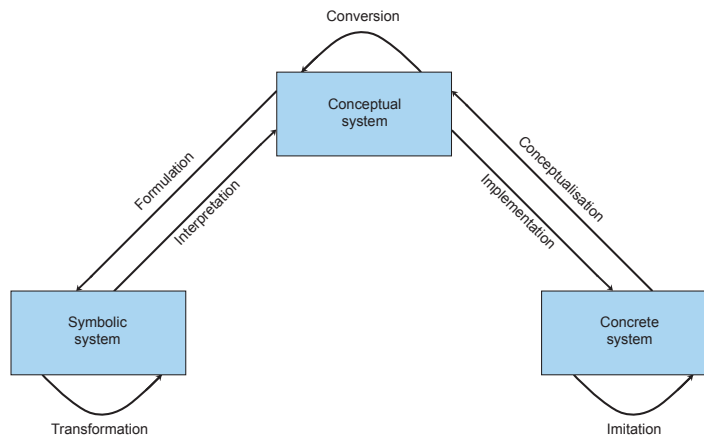 Conversion
Conceptual
system
Formulation
Interpretation
Conceptualisation
Implementation
Symbolic
system
Concrete
system
Transformation
Imitation